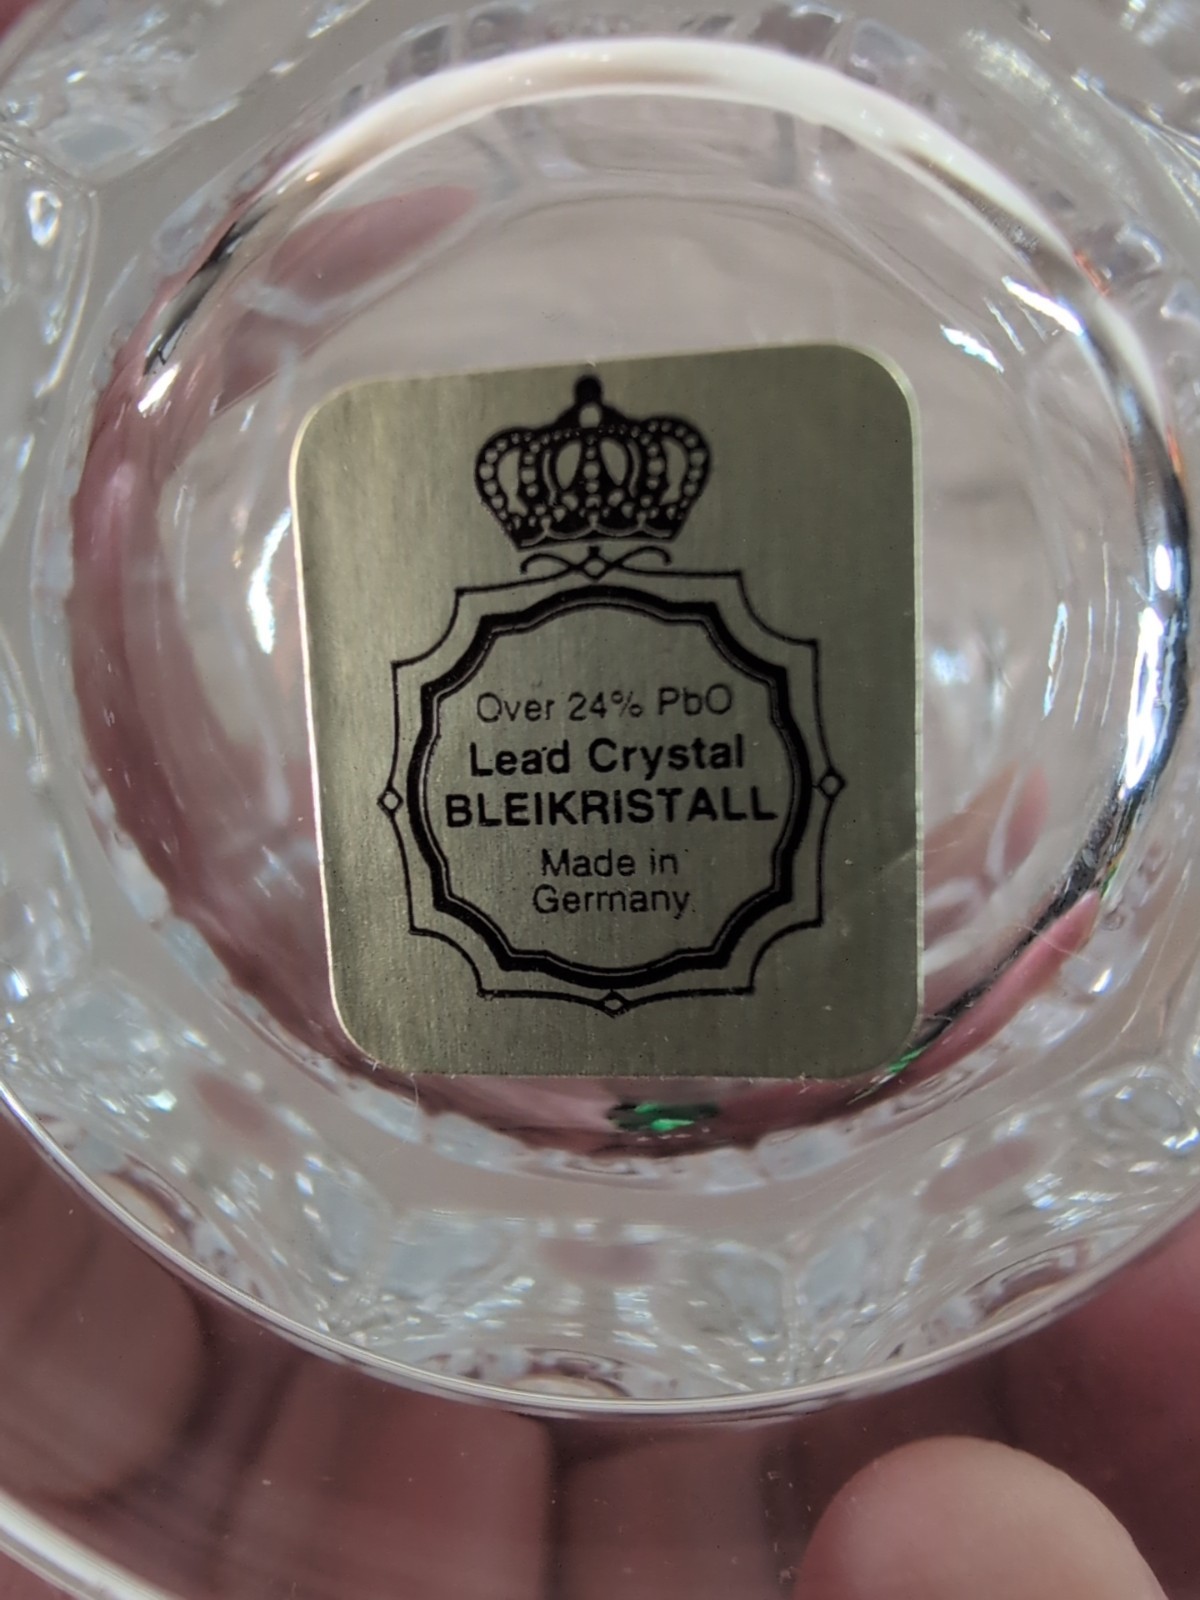 Over 24% PbO
Lead Crystal
BLEIKRISTALL
Made in
Germany